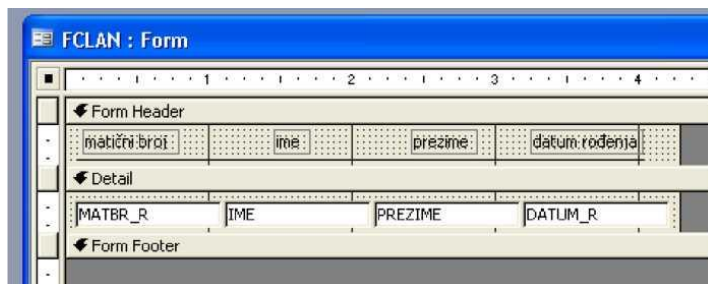 FCLAN : Form
1 2 3 4
Form Header
matični broj : ime : prezime : datum rođenja
Detail
MATBR_R IME PREZIME DATUM_R
Form Footer